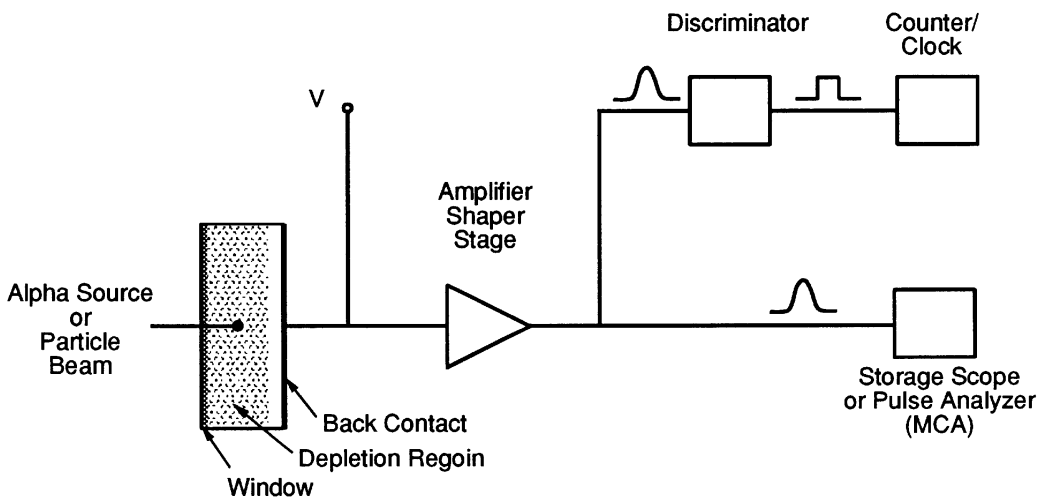 Discriminator
Counter/
Clock
V
Amplifier
Shaper
Stage
Alpha Source
or
Particle
Beam
Back Contact
Depletion Regoin
Window
Storage Scope
or Pulse Analyzer
(MCA)